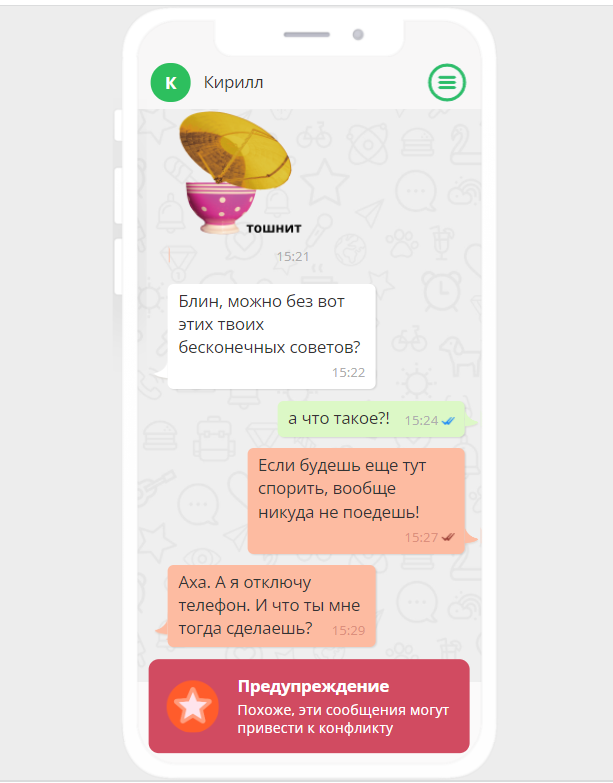 К
Кирилл
тошнит
15:21
Блин, можно без вот
этих твоих
бесконечных советов?
15:22
а что такое?! 15:24
Если будешь еще тут
спорить, вообще
никуда не поедешь!
15:27
Аха. А я отключу
телефон. И что ты мне
тогда сделаешь? 15:29
Предупреждение
Похоже, эти сообщения могут
привести к конфликту